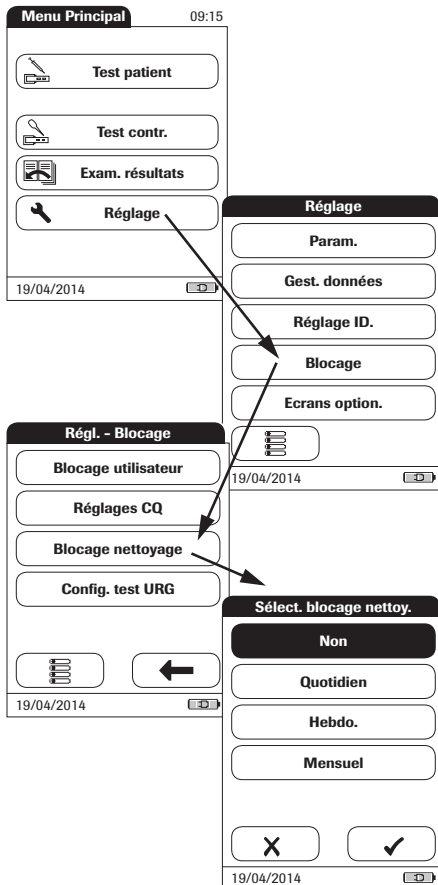 Menu Principal 09:15
Test patient
Test contr.
Exam. résultats
Réglage
19/04/2014
Réglage
Param.
Gest. données
Réglage ID.
Blocage
Ecrans option.
19/04/2014
Régl. - Blocage
Blocage utilisateur
Réglages CQ
Blocage nettoyage
Config. test URG
19/04/2014
Sélect. blocage nettoy.
Non
Quotidien
Hebdo.
Mensuel
19/04/2014